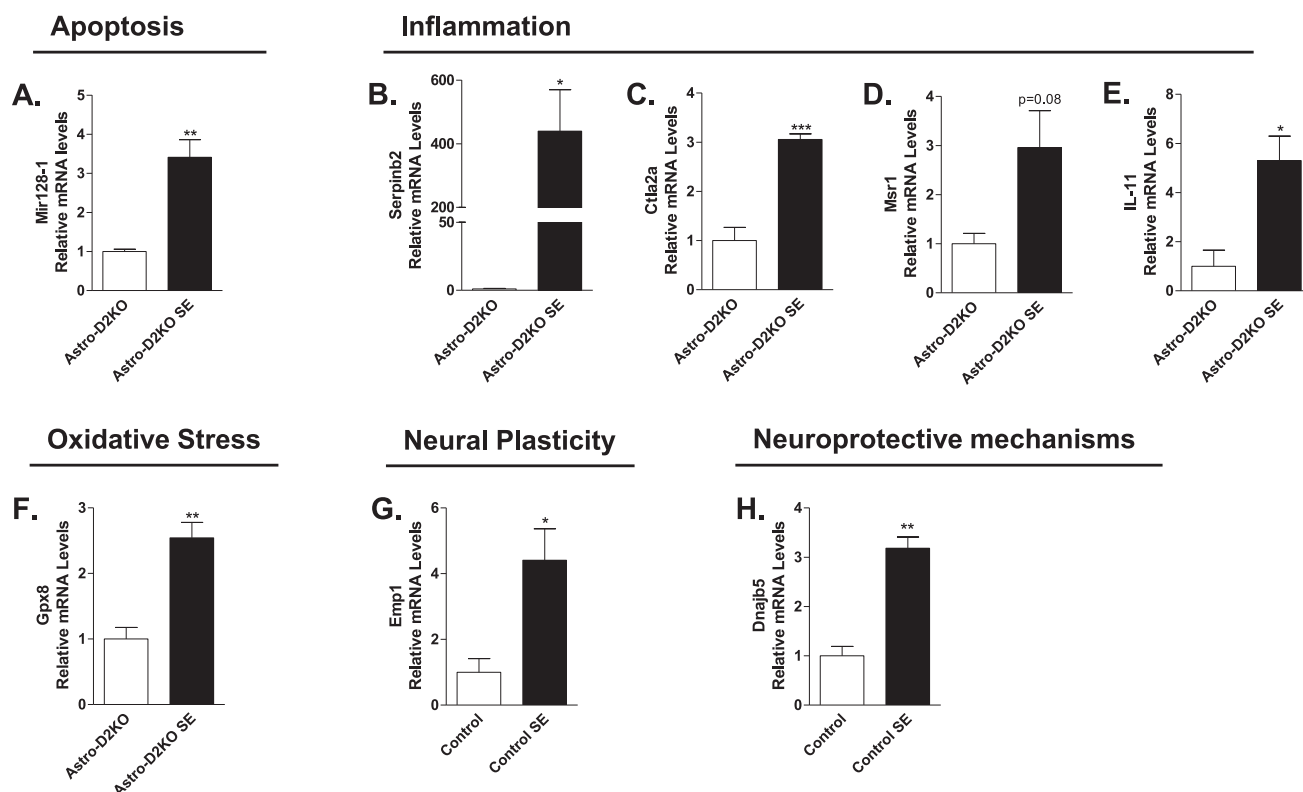 Apoptosis
Inflammation
A.
Mir128-1
Relative mRNA levels
5
4
3
2
1
0
**
Astro-D2KO
Astro-D2KO SE
B.
Serpinb2
Relative mRNA Levels
600
400
200
50
0
*
Astro-D2KO
Astro-D2KO SE
C.
Ctla2a
Relative mRNA Levels
4
3
2
1
0
***
Astro-D2KO
Astro-D2KO SE
D.
Msr1
Relative mRNA Levels
4
3
2
1
0
p=0.08
Astro-D2KO
Astro-D2KO SE
E.
IL-11
Relative mRNA Levels
8
6
4
2
0
*
Astro-D2KO
Astro-D2KO SE
Oxidative Stress
Neural Plasticity
Neuroprotective mechanisms
F.
Gpx8
Relative mRNA Levels
3
2
1
0
**
Astro-D2KO
Astro-D2KO SE
G.
Emp1
Relative mRNA Levels
6
4
2
0
*
Control
Control SE
H.
Dnajb5
Relative mRNA Levels
4
3
2
1
0
**
Control
Control SE